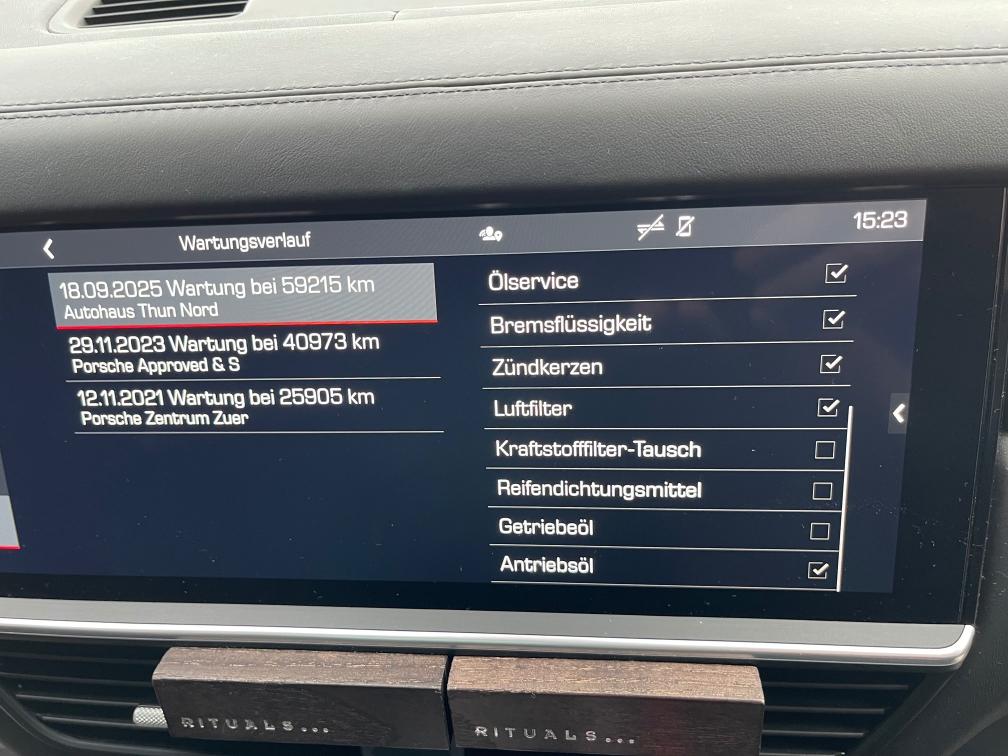 Wartungsverlauf
15:23
18.09.2025 Wartung bei 59215 km
Autohaus Thun Nord
29.11.2023 Wartung bei 40973 km
Porsche Approved & S
12.11.2021 Wartung bei 25905 km
Porsche Zentrum Zuer
Ölservice
Bremsflüssigkeit
Zündkerzen
Luftfilter
Kraftstofffilter-Tausch
Reifendichtungsmittel
Getriebeöl
Antriebsöl
RITUALS...
RITUALS...